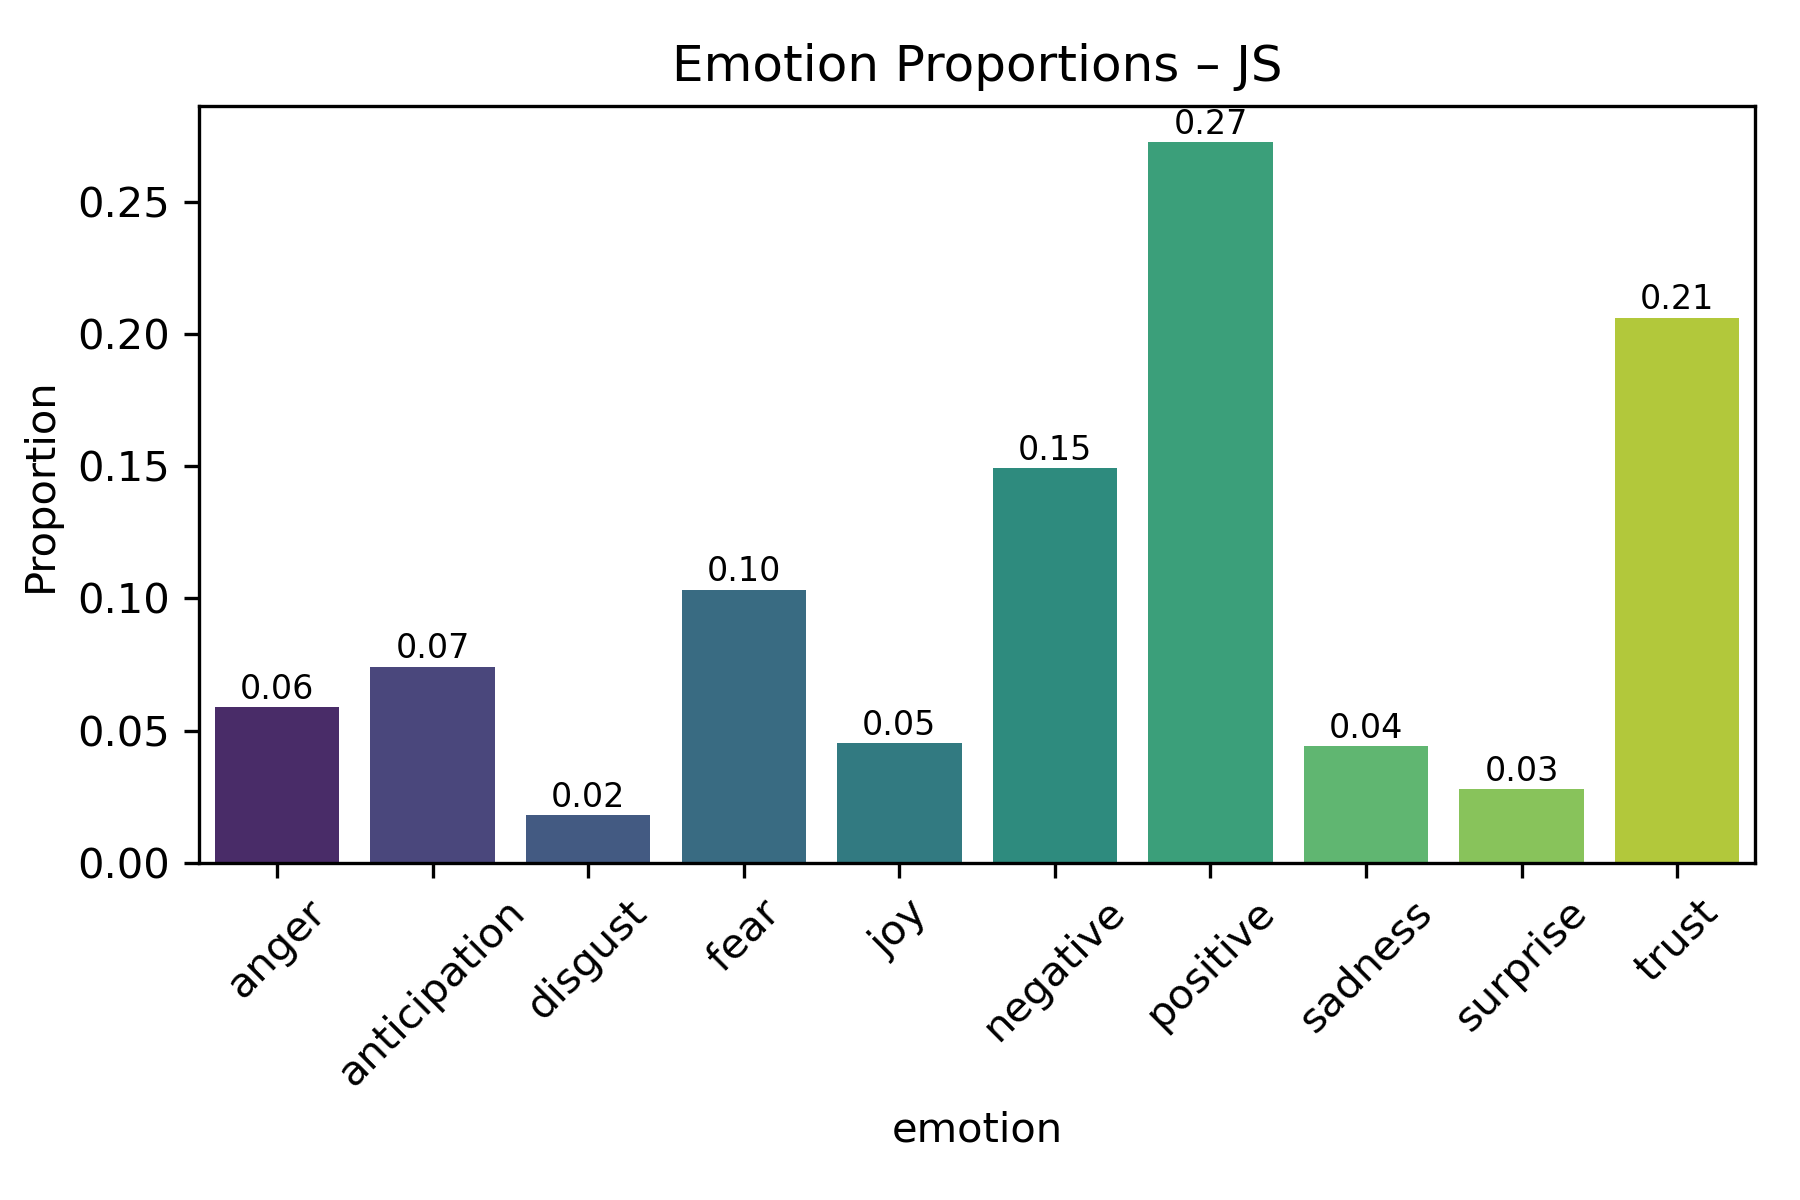 Emotion Proportions – JS
Proportion
0.25
0.20
0.15
0.10
0.05
0.00
0.06
0.07
0.02
0.10
0.05
0.15
0.27
0.04
0.03
0.21
anger
anticipation
disgust
fear
joy
negative
positive
sadness
surprise
trust
emotion